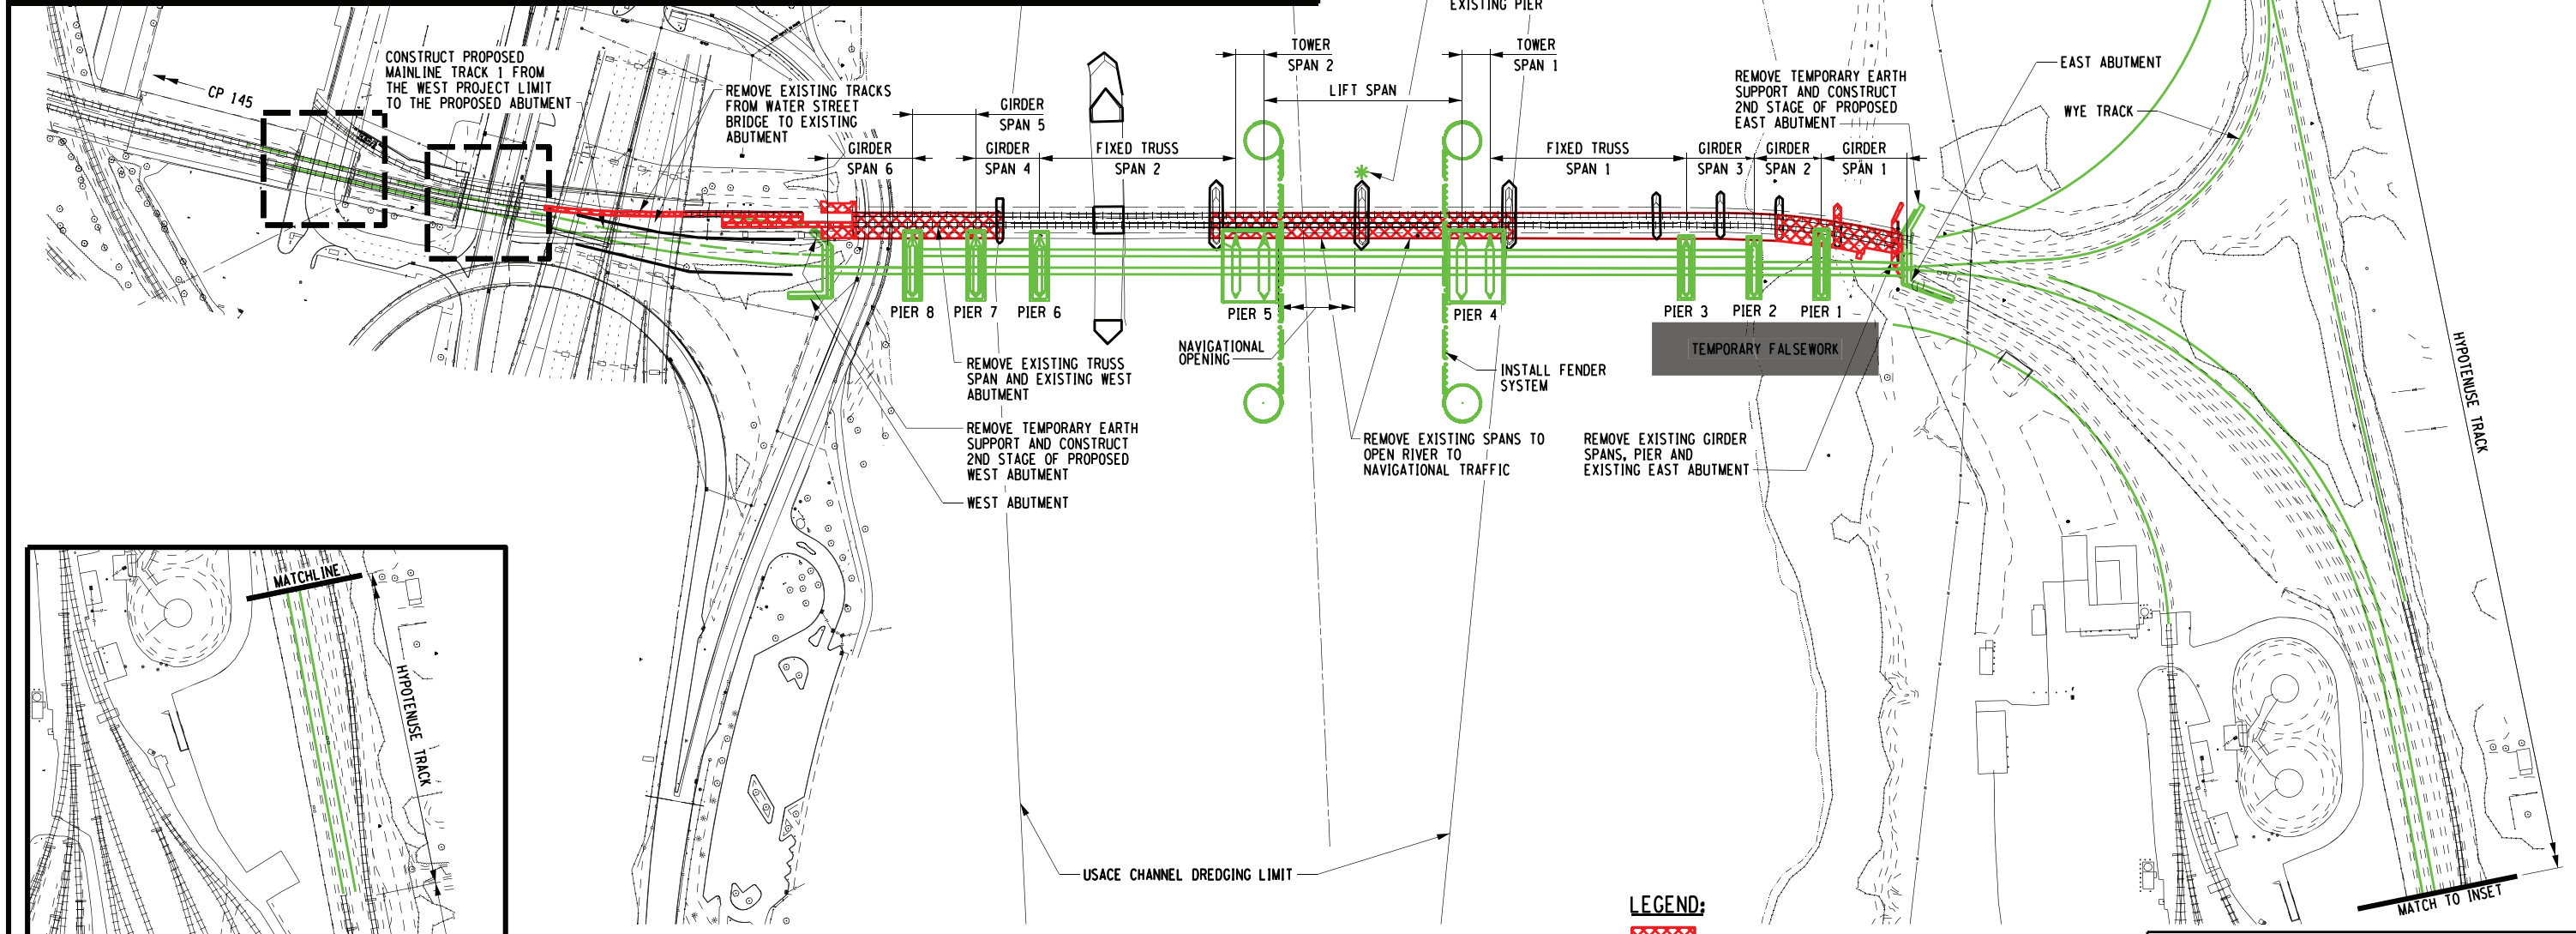 EXISTING PIER
CONSTRUCT PROPOSED
MAINLINE TRACK 1 FROM
THE WEST PROJECT LIMIT
TO THE PROPOSED ABUTMENT
CP 145
REMOVE EXISTING TRACKS
FROM WATER STREET
BRIDGE TO EXISTING
ABUTMENT
GIRDER
SPAN 6
GIRDER
SPAN 5
GIRDER
SPAN 4
FIXED TRUSS
SPAN 2
TOWER
SPAN 2
LIFT SPAN
TOWER
SPAN 1
FIXED TRUSS
SPAN 1
GIRDER
SPAN 3
GIRDER
SPAN 2
GIRDER
SPAN 1
REMOVE TEMPORARY EARTH
SUPPORT AND CONSTRUCT
2ND STAGE OF PROPOSED
EAST ABUTMENT
EAST ABUTMENT
WYE TRACK
PIER 8
PIER 7
PIER 6
PIER 5
PIER 4
PIER 3
PIER 2
PIER 1
TEMPORARY FALSEWORK
NAVIGATIONAL
OPENING
INSTALL FENDER
SYSTEM
REMOVE EXISTING TRUSS
SPAN AND EXISTING WEST
ABUTMENT
REMOVE TEMPORARY EARTH
SUPPORT AND CONSTRUCT
2ND STAGE OF PROPOSED
WEST ABUTMENT
WEST ABUTMENT
REMOVE EXISTING SPANS TO
OPEN RIVER TO
NAVIGATIONAL TRAFFIC
REMOVE EXISTING GIRDER
SPANS, PIER AND
EXISTING EAST ABUTMENT
HYPOTENUSE TRACK
MATCHLINE
HYPOTENUSE TRACK
USACE CHANNEL DREDGING LIMIT
MATCH TO INSET
LEGEND: